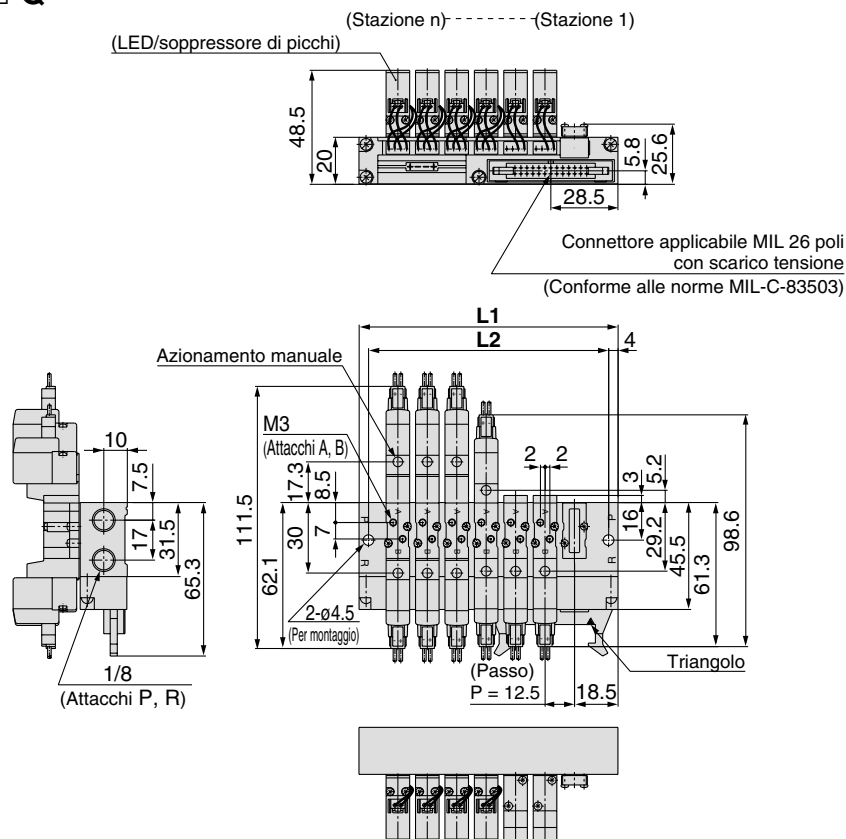 (Stazione n) (Stazione 1)
(LED/soppressore di picchi)
48.5
20
5.8
25.6
28.5
Connettore applicabile MIL 26 poli
con scarico tensione
(Conforme alle norme MIL-C-83503)
L1
L2
4
Azionamento manuale
M3
(Attacchi A, B)
10
7.5
17
31.5
65.3
1/8
(Attacchi P, R)
111.5
62.1
17.3
8.5
30
7
2-ø4.5
(Per montaggio)
2 2
3
5.2
16
29.2
45.5
61.3
98.6
A A A A A A
B B B B B B
P P
R R
(Passo)
P = 12.5
18.5
Triangolo